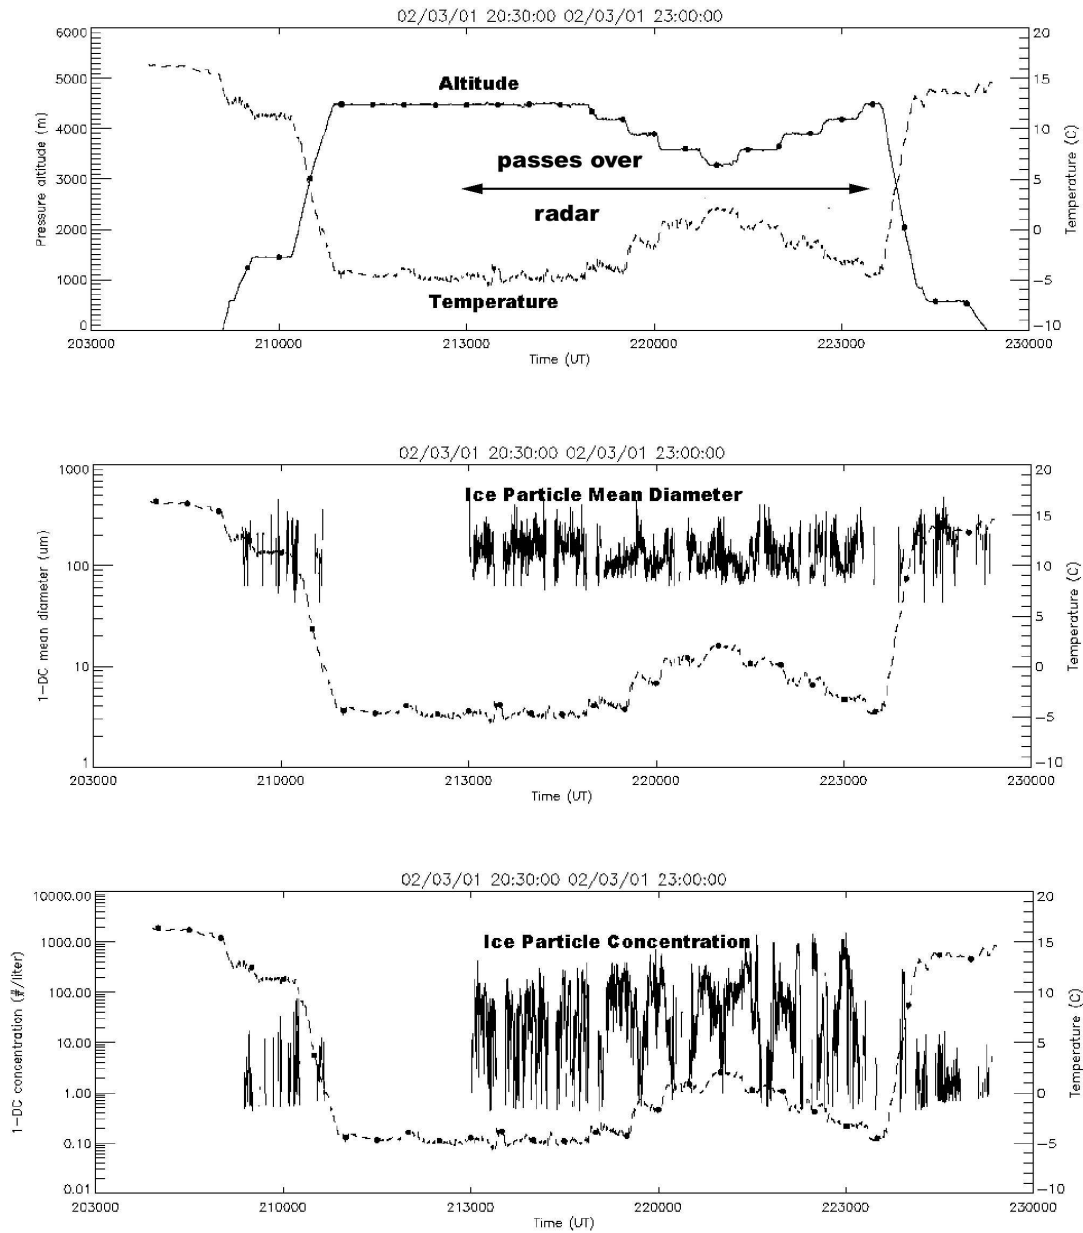 02/03/01 20:30:00 02/03/01 23:00:00
6000
5000
4000
3000
2000
1000
0
Pressure altitude (m)
20
15
10
5
0
−5
−10
Temperature (C)
Altitude
passes over
radar
Temperature
203000 210000 213000 220000 223000 230000
Time (UT)
02/03/01 20:30:00 02/03/01 23:00:00
1000
100
10
1
1−DC mean diameter (um)
20
15
10
5
0
−5
−10
Temperature (C)
Ice Particle Mean Diameter
203000 210000 213000 220000 223000 230000
Time (UT)
02/03/01 20:30:00 02/03/01 23:00:00
10000.00
1000.00
100.00
10.00
1.00
0.10
0.01
1−DC concentration (#/liter)
20
15
10
5
0
−5
−10
Temperature (C)
Ice Particle Concentration
203000 210000 213000 220000 223000 230000
Time (UT)